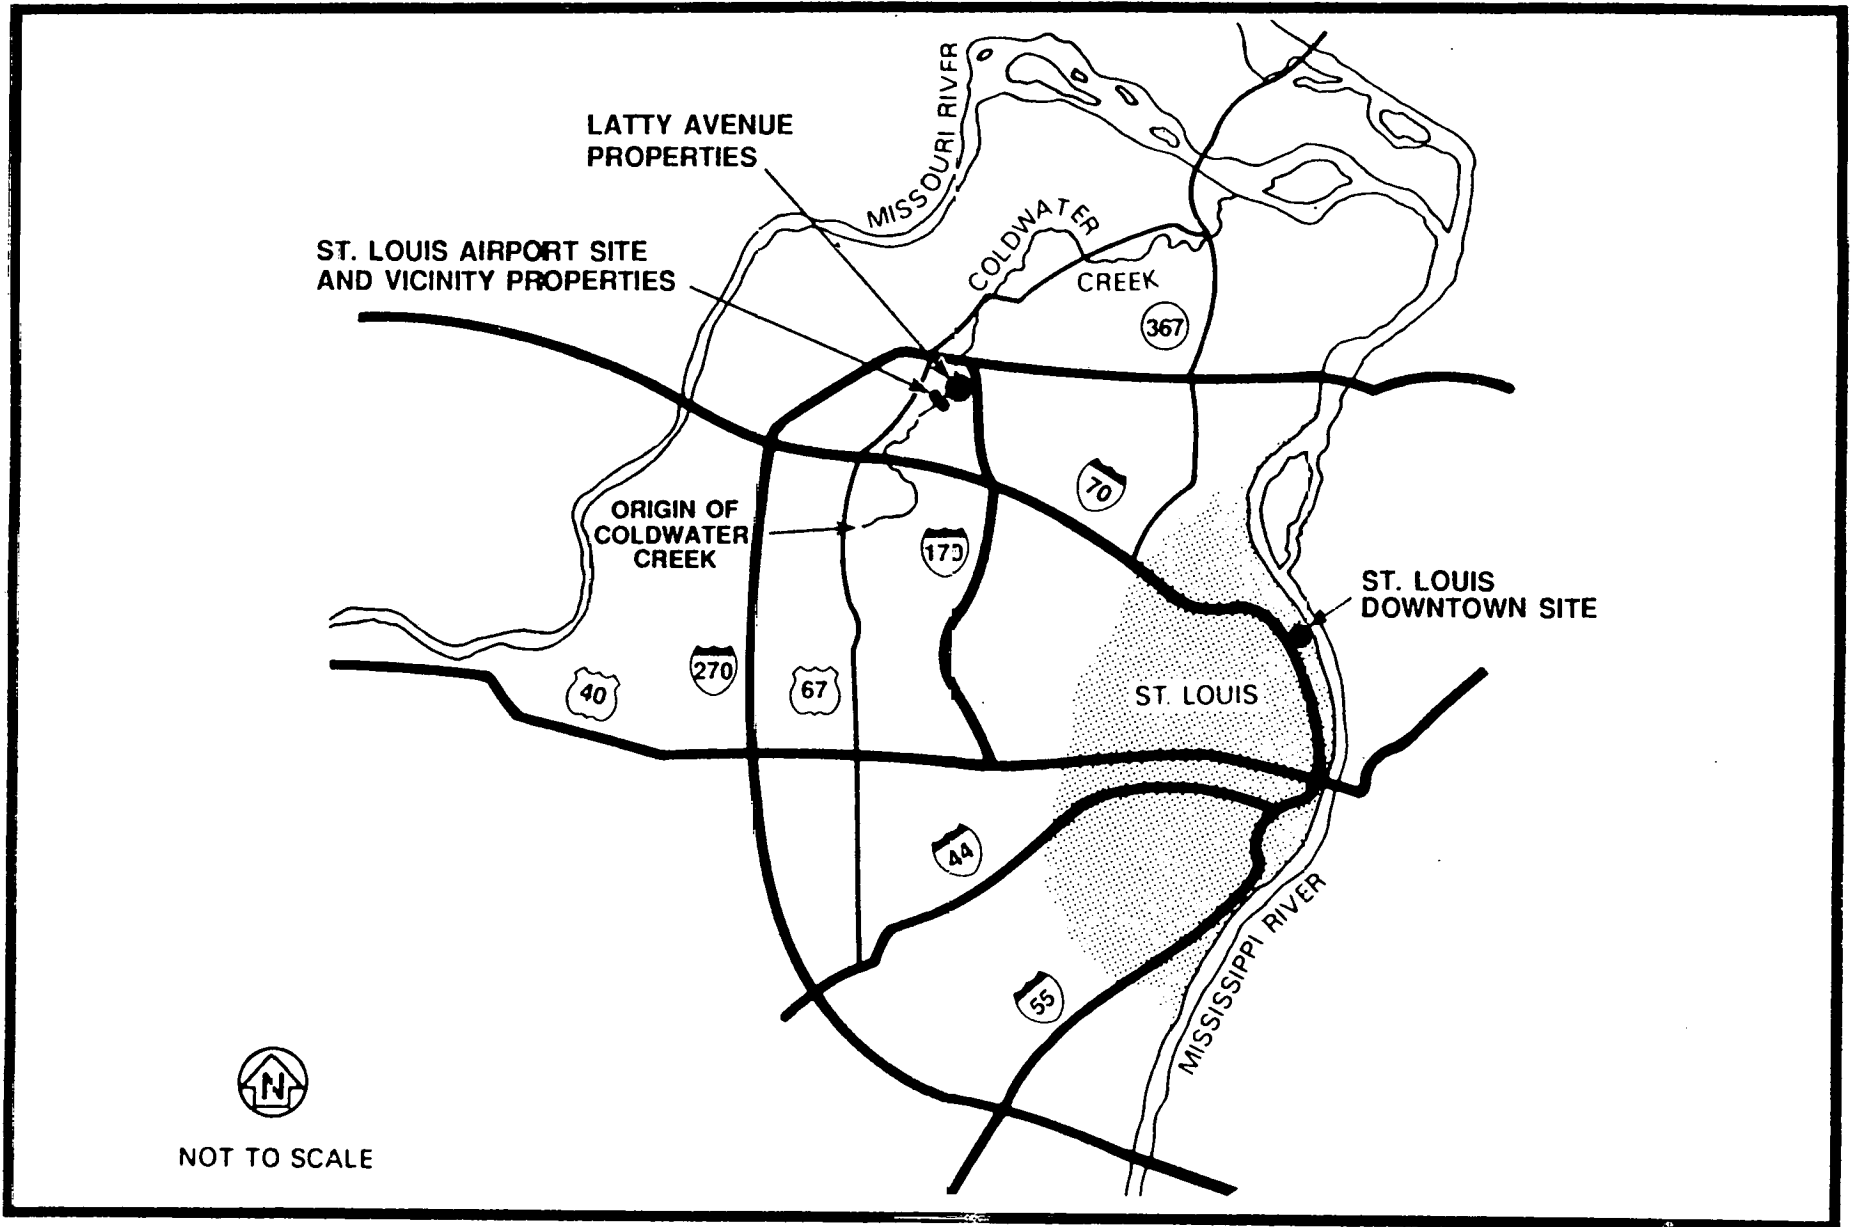 MISSOURI RIVER
LATTY AVENUE
PROPERTIES
COLDWATER
CREEK
ST. LOUIS AIRPORT SITE
AND VICINITY PROPERTIES
367
70
ORIGIN OF
COLDWATER
CREEK
170
ST. LOUIS
DOWNTOWN SITE
40
270
67
ST. LOUIS
44
55
MISSISSIPPI RIVER
N
NOT TO SCALE